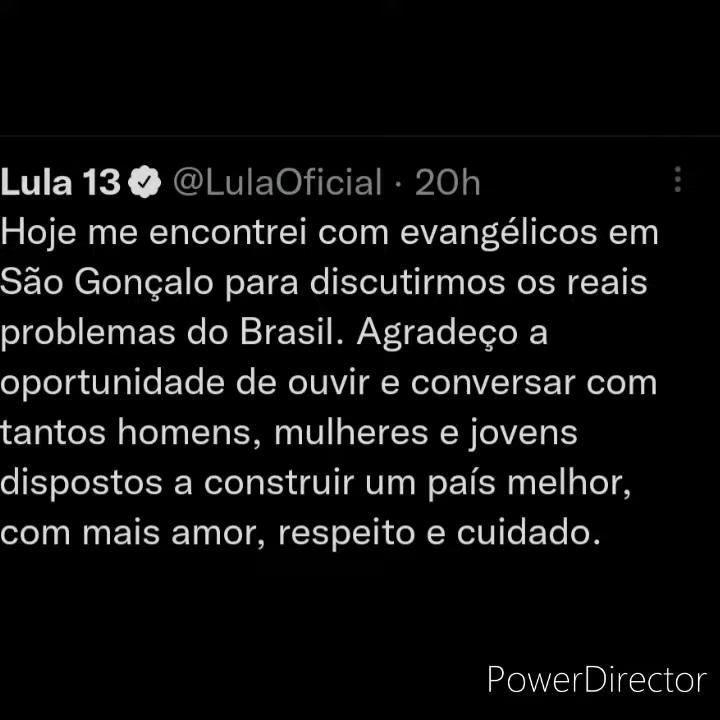 Lula 13 @LulaOficial · 20h
Hoje me encontrei com evangélicos em
São Gonçalo para discutirmos os reais
problemas do Brasil. Agradeço a
oportunidade de ouvir e conversar com
tantos homens, mulheres e jovens
dispostos a construir um país melhor,
com mais amor, respeito e cuidado.
PowerDirector